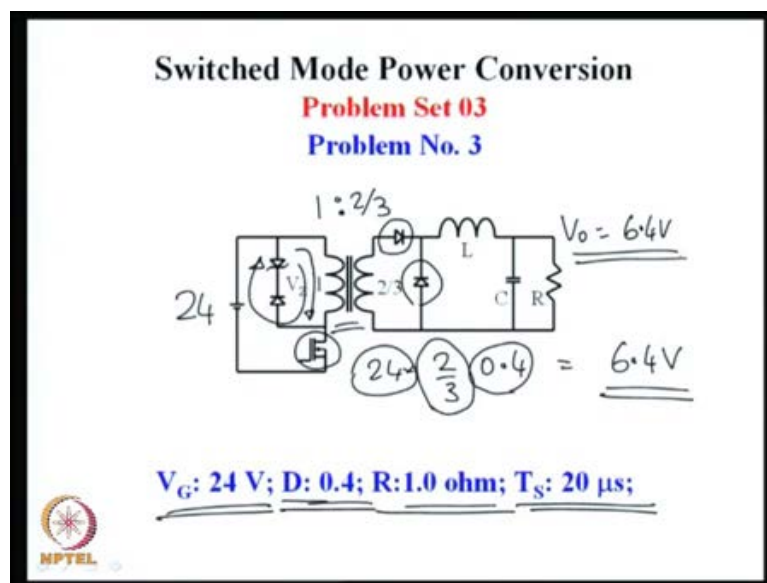 Switched Mode Power Conversion
Problem Set 03
Problem No. 3
1 : 2/3
V₀ = 6.4V
L
24
V_Z
1
2/3
C
R
24 × 2/3 0.4 = 6.4V
V_G: 24 V; D: 0.4; R:1.0 ohm; T_S: 20 μs;
NPTEL